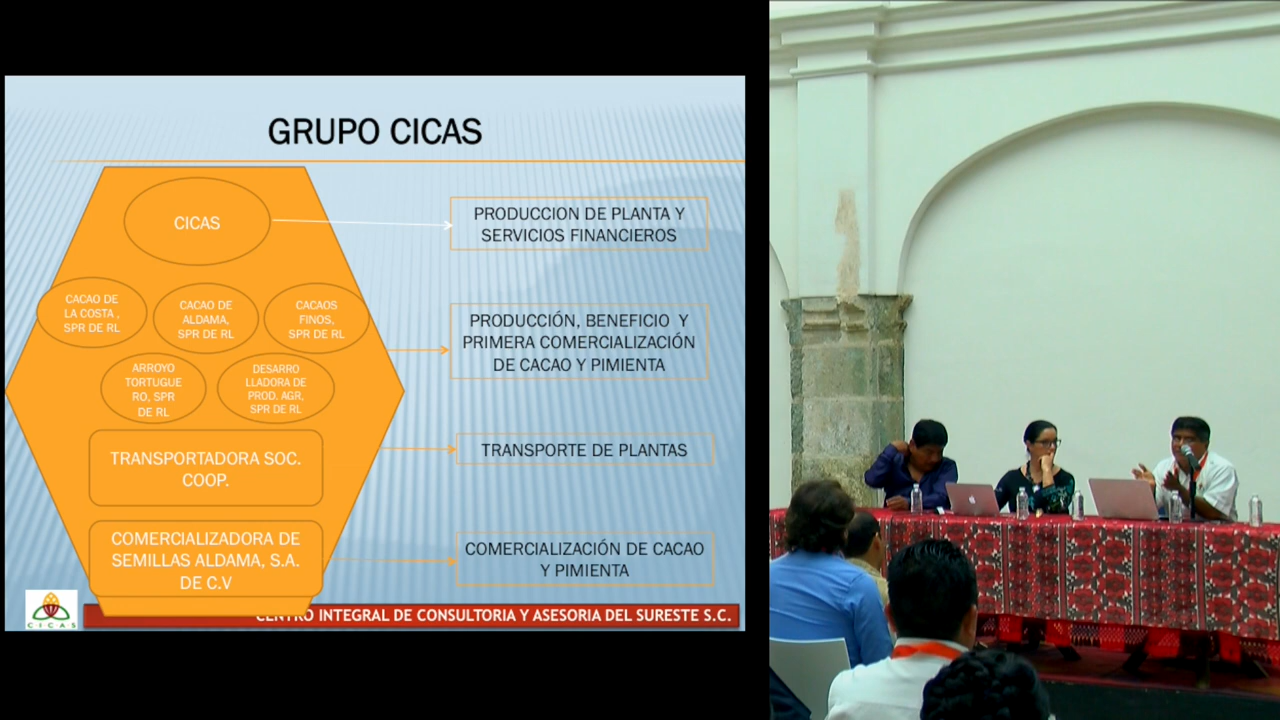 GRUPO CICAS
CICAS
PRODUCCION DE PLANTA Y
SERVICIOS FINANCIEROS
CACAO DE
LA COSTA ,
SPR DE RL
CACAO DE
ALDAMA,
SPR DE RL
CACAOS
FINOS,
SPR DE RL
PRODUCCIÓN, BENEFICIO Y
PRIMERA COMERCIALIZACIÓN
DE CACAO Y PIMIENTA
ARROYO
TORTUGUE
RO, SPR
DE RL
DESARRO
LLADORA DE
PROD. AGR,
SPR DE RL
TRANSPORTADORA SOC.
COOP.
TRANSPORTE DE PLANTAS
COMERCIALIZADORA DE
SEMILLAS ALDAMA, S.A.
DE C.V
COMERCIALIZACIÓN DE CACAO
Y PIMIENTA
CICAS
CENTRO INTEGRAL DE CONSULTORIA Y ASESORIA DEL SURESTE S.C.